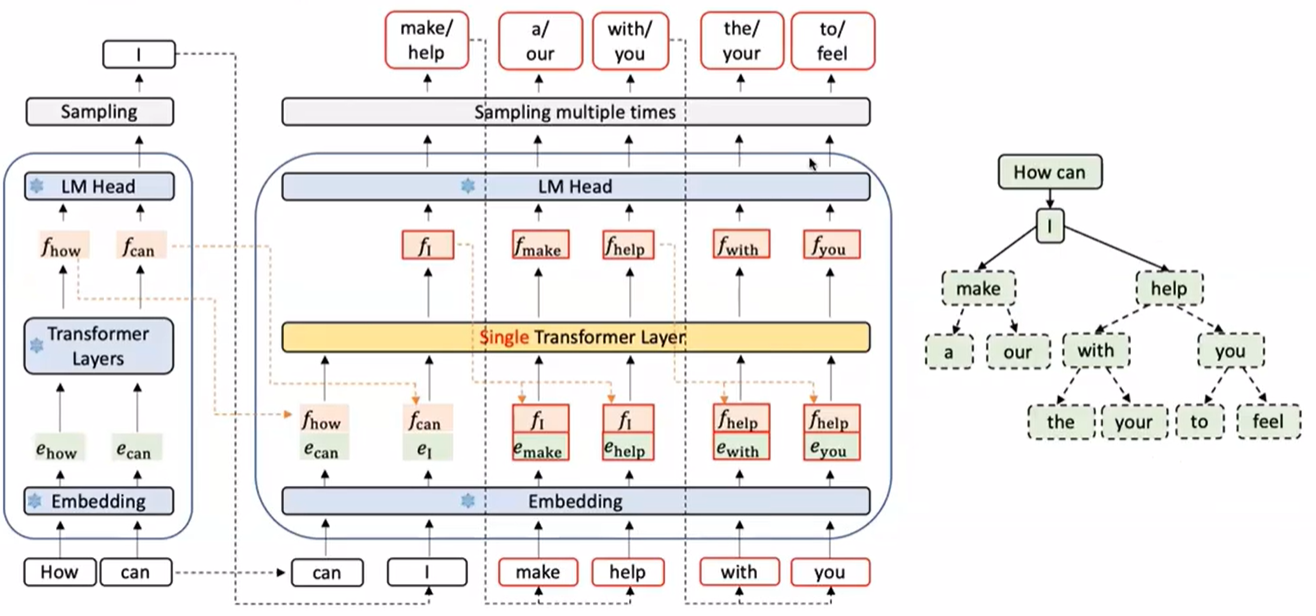 I
Sampling
LM Head
f_how f_can
Transformer
Layers
e_how e_can
Embedding
How can
make/
help
a/
our
with/
you
the/
your
to/
feel
Sampling multiple times
LM Head
f_I f_make f_help f_with f_you
Single Transformer Layer
f_how f_can f_I f_I f_help f_help
e_can e_I e_make e_help e_with e_you
Embedding
can I make help with you
How can
I
make help
a our with you
the your to feel